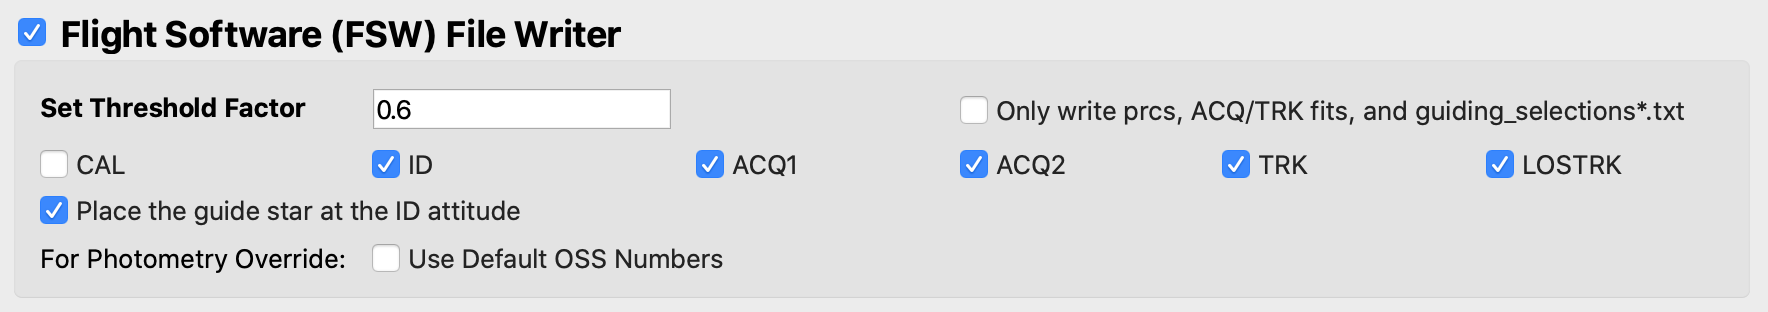 Flight Software (FSW) File Writer
Set Threshold Factor 0.6 Only write prcs, ACQ/TRK fits, and guiding_selections*.txt
CAL ID ACQ1 ACQ2 TRK LOSTRK
Place the guide star at the ID attitude
For Photometry Override: Use Default OSS Numbers